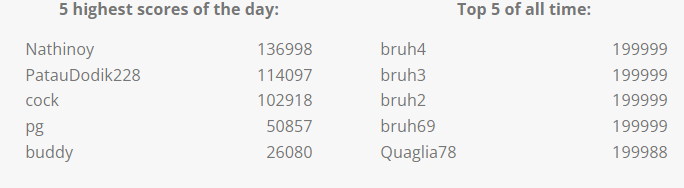 5 highest scores of the day:
Nathinoy 136998
PatauDodik228 114097
cock 102918
pg 50857
buddy 26080
Top 5 of all time:
bruh4 199999
bruh3 199999
bruh2 199999
bruh69 199999
Quaglia78 199988